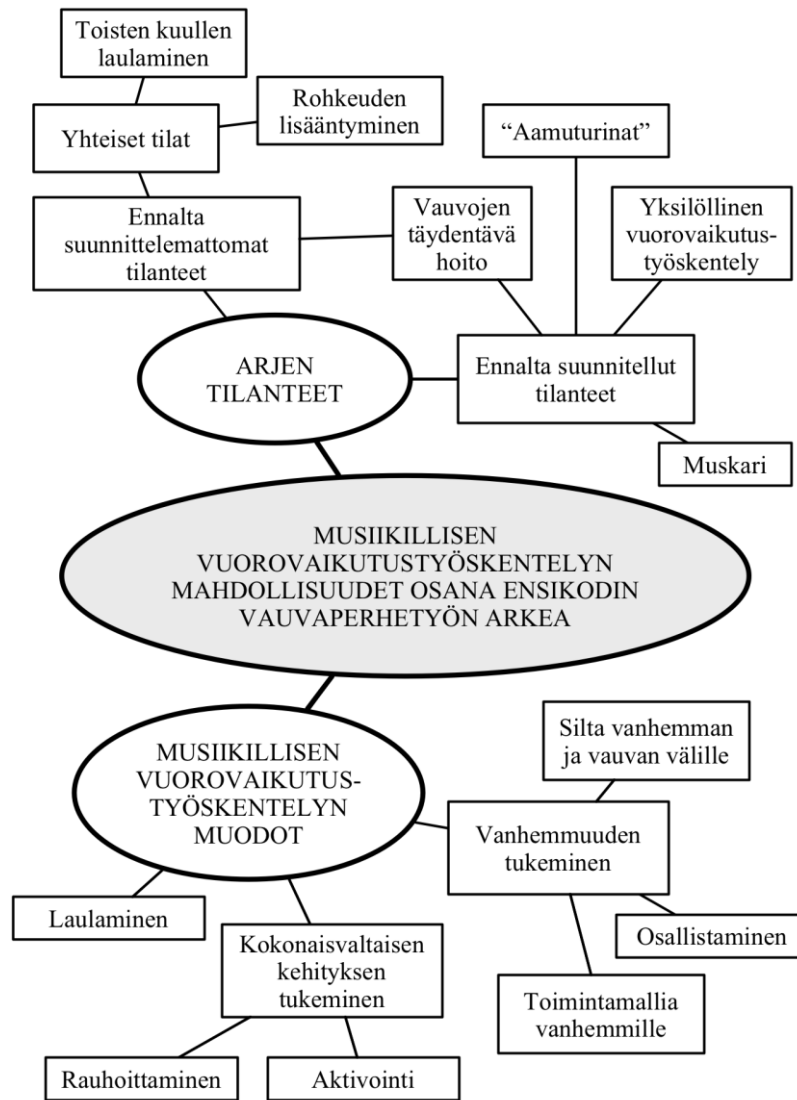 Toisten kuullen
laulaminen
Rohkeuden
lisääntyminen
Yhteiset tilat
“Aamuturinat”
Ennalta
suunnittelemattomat
tilanteet
Vauvojen
täydentävä
hoito
Yksilöllinen
vuorovaikutus-
työskentely
ARJEN
TILANTEET
Ennalta suunnitellut
tilanteet
Muskari
MUSIIKILLISEN
VUOROVAIKUTUSTYÖSKENTELYN
MAHDOLLISUUDET OSANA ENSIKODIN
VAUVAPERHETYÖN ARKEA
MUSIIKILLISEN
VUOROVAIKUTUS-
TYÖSKENTELYN
MUODOT
Silta vanhemman
ja vauvan välille
Vanhemmuuden
tukeminen
Laulaminen
Kokonaisvaltaisen
kehityksen
tukeminen
Osallistaminen
Toimintamallia
vanhemmille
Rauhoittaminen
Aktivointi